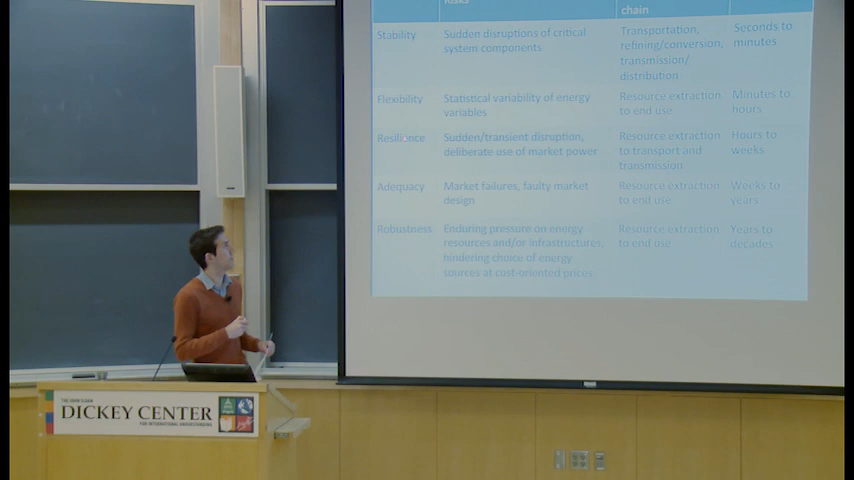 Risks
chain
Stability
Sudden disruptions of critical
system components
Transportation,
refining/conversion,
transmission/
distribution
Seconds to
minutes
Flexibility
Statistical variability of energy
variables
Resource extraction
to end use
Minutes to
hours
Resilience
Sudden/transient disruption,
deliberate use of market power
Resource extraction
to transport and
transmission
Hours to
weeks
Adequacy
Market failures, faulty market
design
Resource extraction
to end use
Weeks to
years
Robustness
Enduring pressure on energy
resources and/or infrastructures,
hindering choice of energy
sources at cost-oriented prices
Resource extraction
to end use
Years to
decades
THE JOHN SLOAN
DICKEY CENTER
FOR INTERNATIONAL UNDERSTANDING